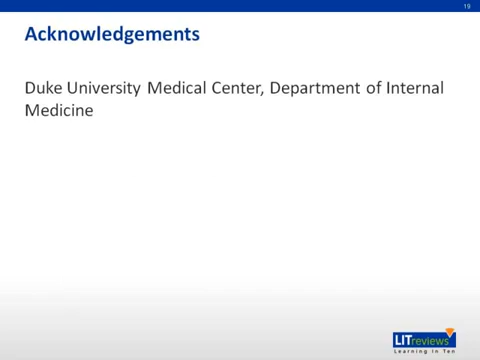 19
Acknowledgements
Duke University Medical Center, Department of Internal
Medicine
LITreviews
Learning In Ten